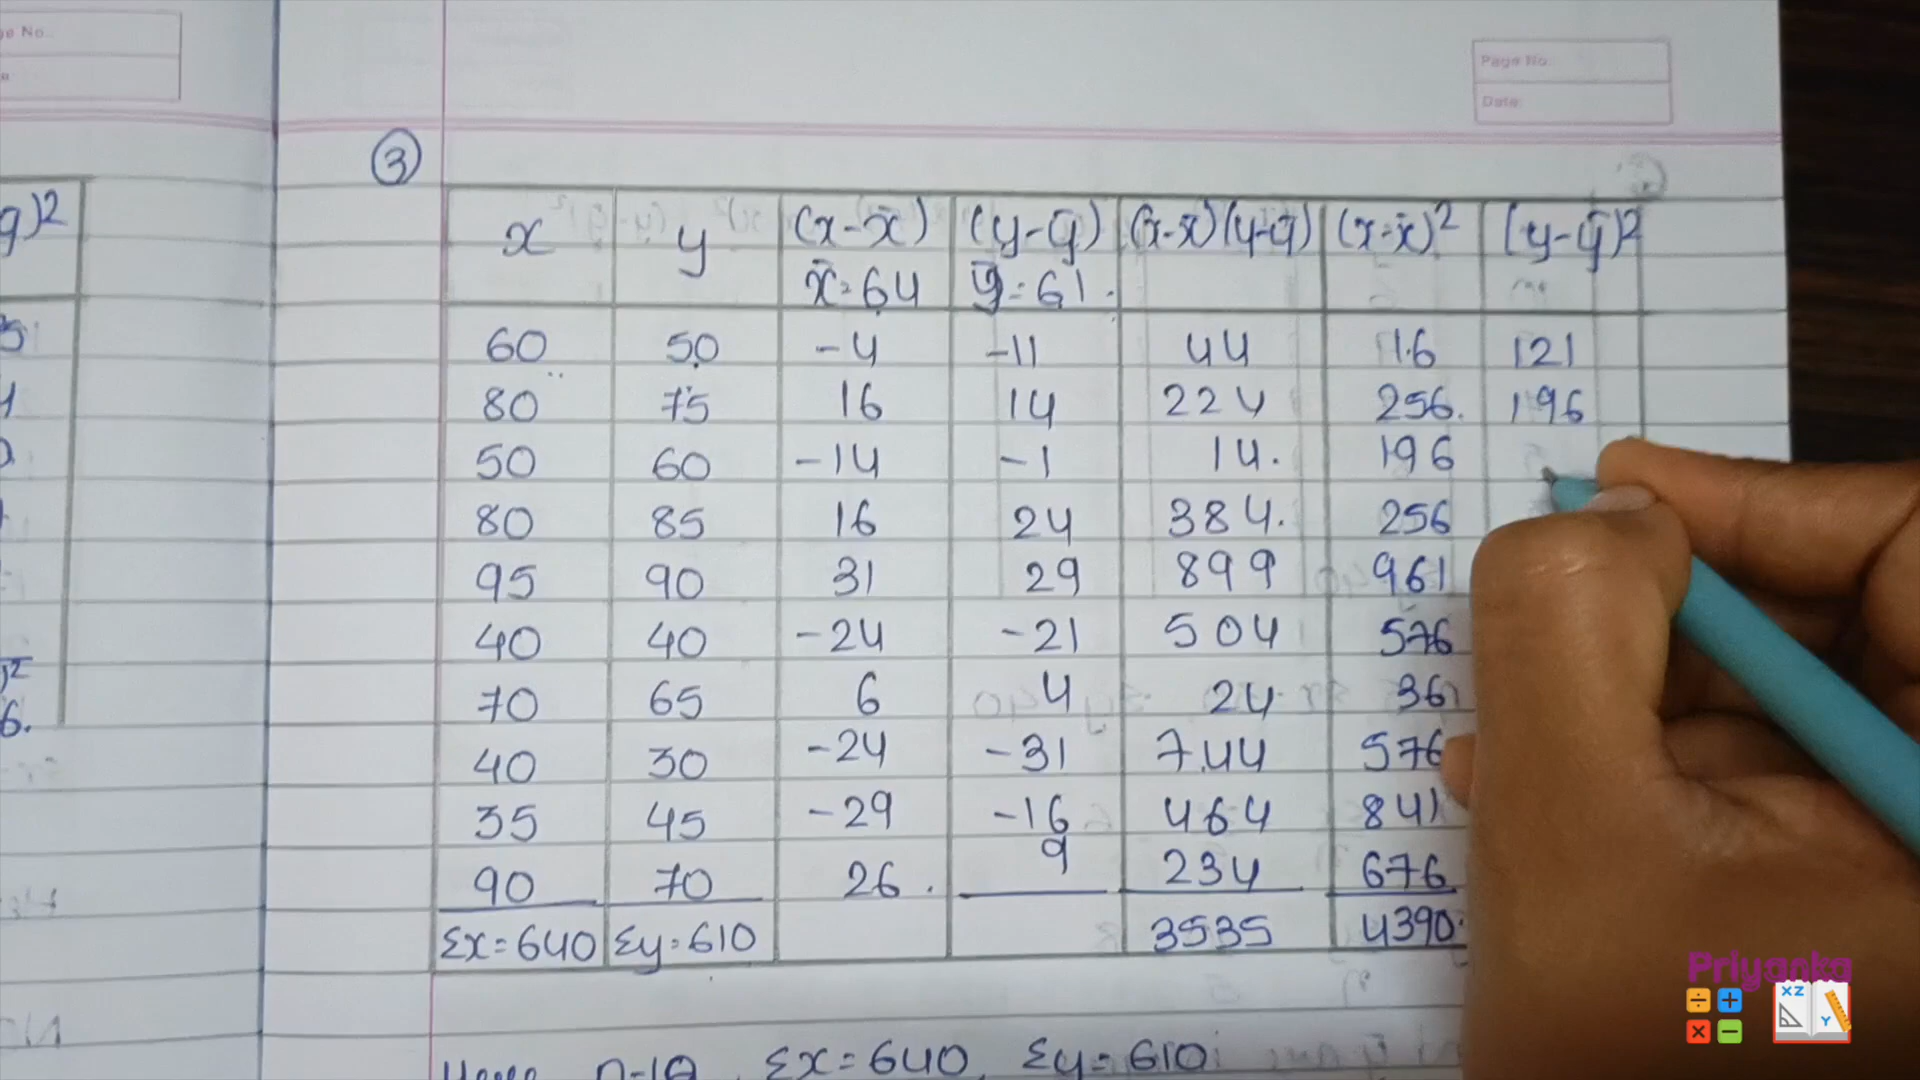 Page No.
Date:
3
x y (x-x̄) (y-ȳ) (x-x̄)(y-ȳ) (x-x̄)² (y-ȳ)²
x̄=64 ȳ=61.
60 50 -4 -11 44 16 121
80 75 16 14 224 256. 196
50 60 -14 -1 14. 196
80 85 16 24 384. 256
95 90 31 29 899 961
40 40 -24 -21 504 576
70 65 6 4 24 36
40 30 -24 -31 744 576
35 45 -29 -16 464 841
90 70 26. 9 234 676
Σx=640 Σy=610 3535 4390.
n=10, Σx=640, Σy=610
Priyanka
XZ
Y